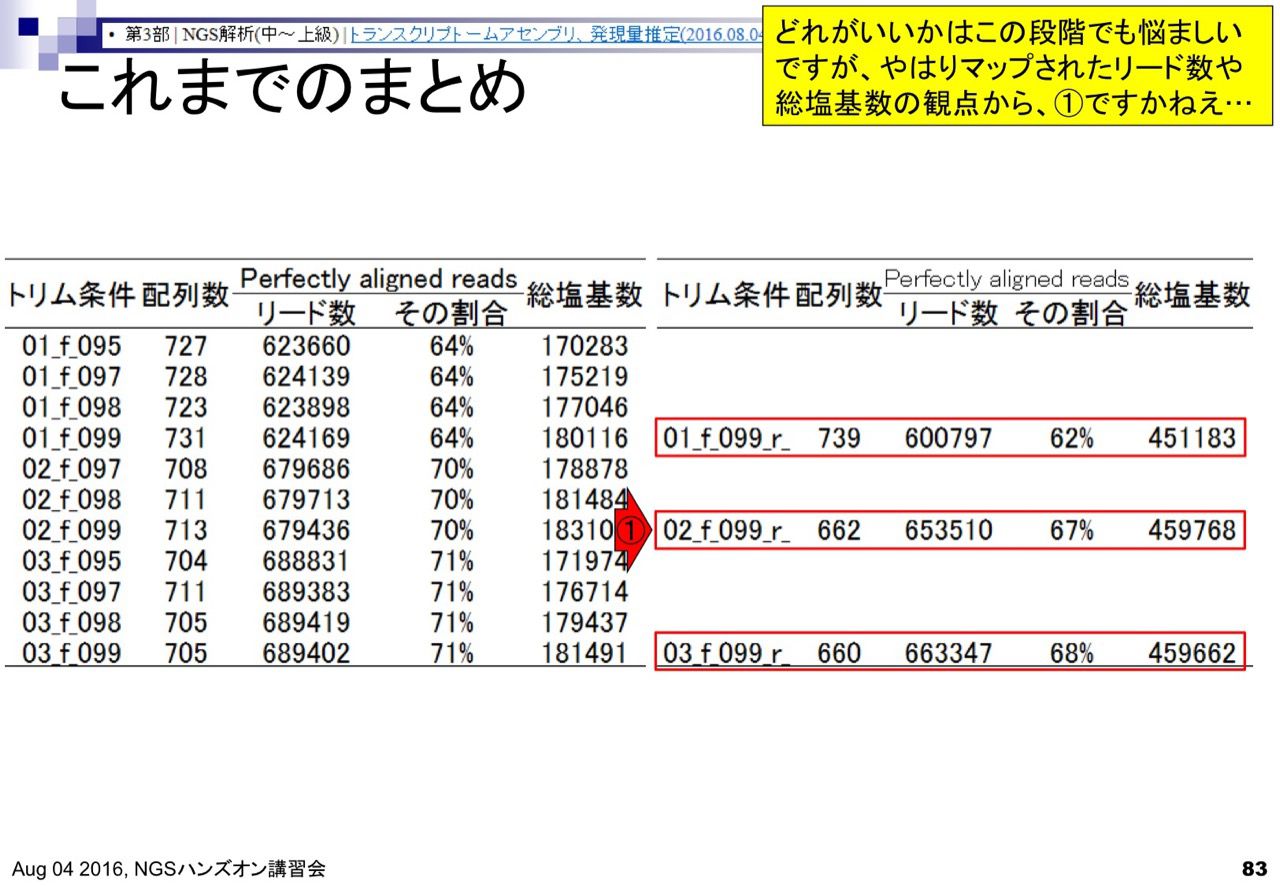 • 第3部 | NGS解析(中～上級) | トランスクリプトームアセンブリ、発現量推定(2016.08.04
これまでのまとめ
どれがいいかはこの段階でも悩ましい
ですが、やはりマップされたリード数や
総塩基数の観点から、①ですかねえ…
トリム条件 配列数 Perfectly aligned reads 総塩基数
リード数 その割合
01_f_095 727 623660 64% 170283
01_f_097 728 624139 64% 175219
01_f_098 723 623898 64% 177046
01_f_099 731 624169 64% 180116
02_f_097 708 679686 70% 178878
02_f_098 711 679713 70% 181484
02_f_099 713 679436 70% 18310
03_f_095 704 688831 71% 171974
03_f_097 711 689383 71% 176714
03_f_098 705 689419 71% 179437
03_f_099 705 689402 71% 181491
①
トリム条件 配列数 Perfectly aligned reads 総塩基数
リード数 その割合
01_f_099_r_ 739 600797 62% 451183
02_f_099_r_ 662 653510 67% 459768
03_f_099_r_ 660 663347 68% 459662
Aug 04 2016, NGSハンズオン講習会
83